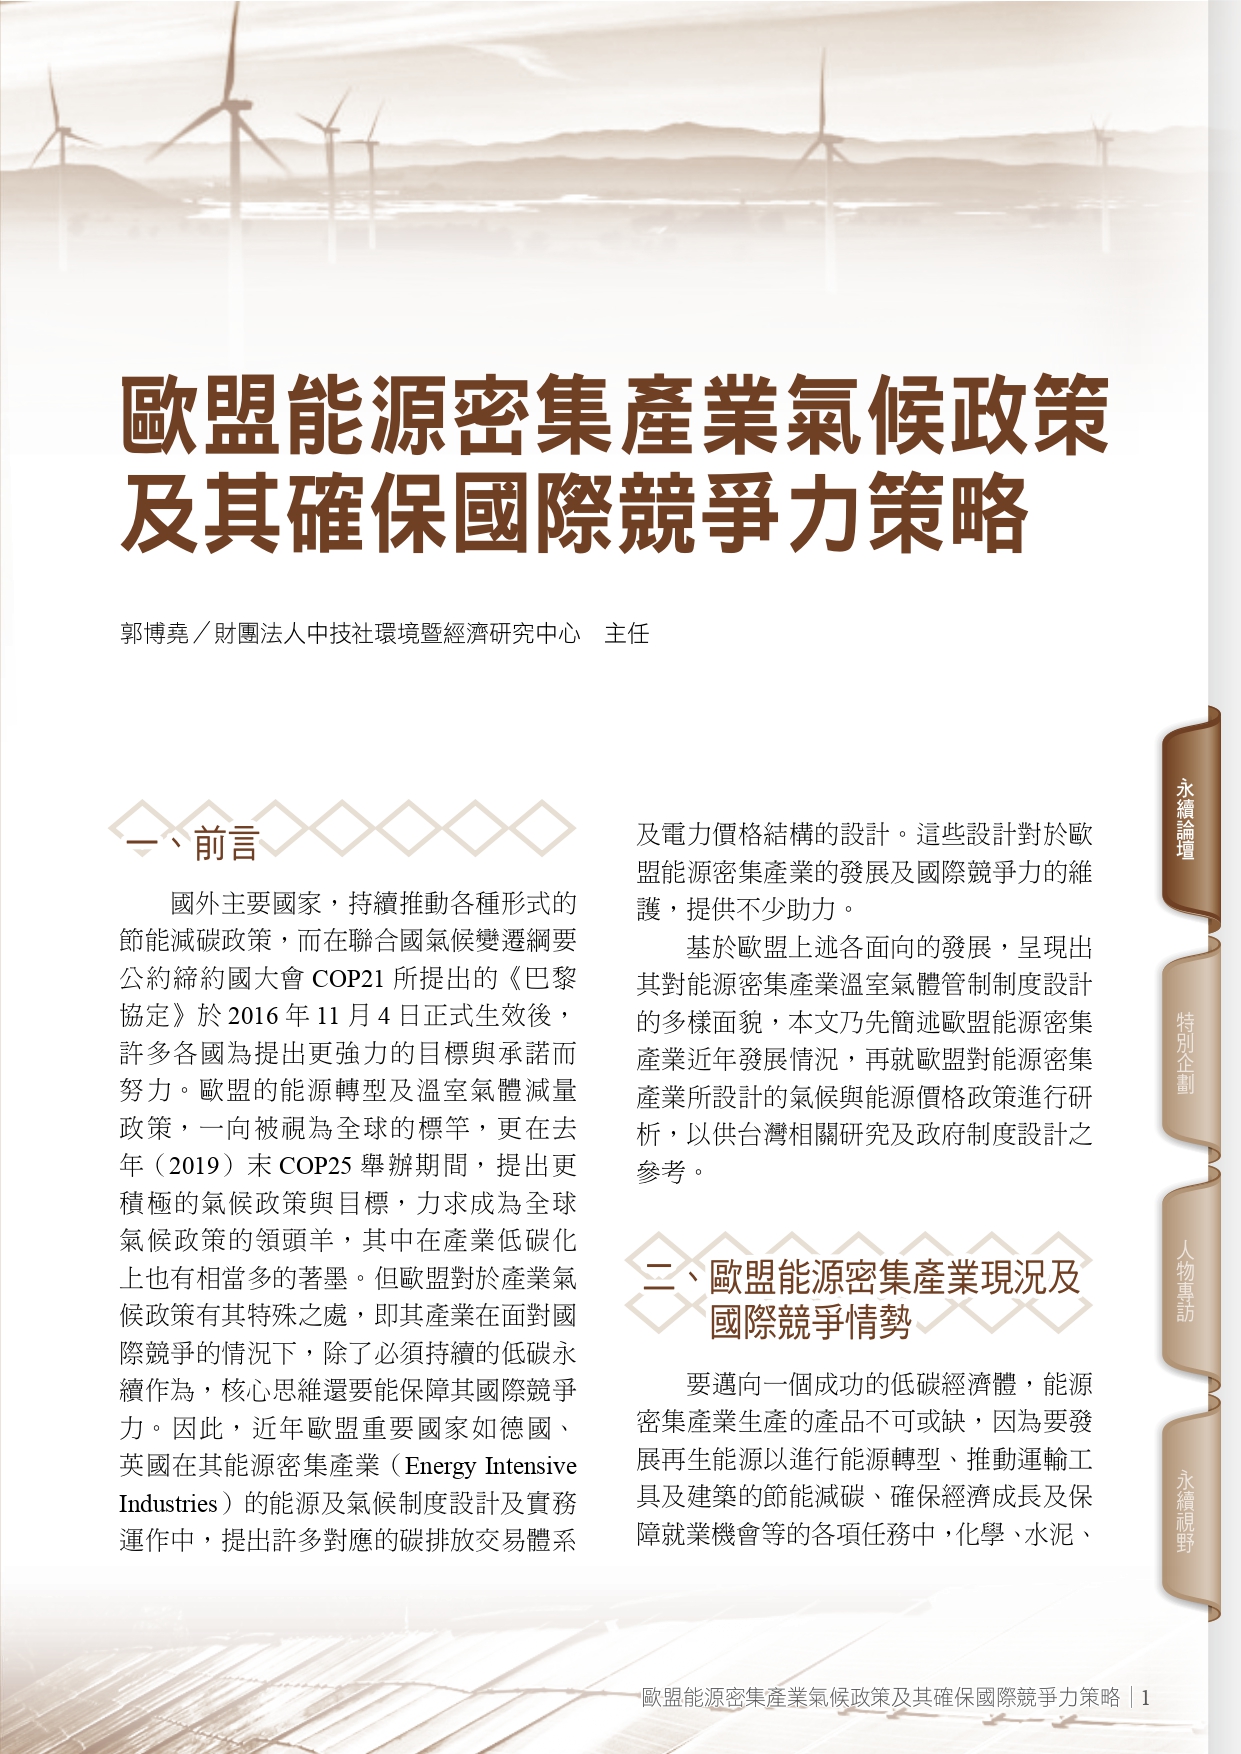 歐盟能源密集產業氣候政策
及其確保國際競爭力策略
郭博堯／財團法人中技社環境暨經濟研究中心　主任
一、前言
國外主要國家，持續推動各種形式的
節能減碳政策，而在聯合國氣候變遷綱要
公約締約國大會 COP21 所提出的《巴黎
協定》於 2016 年 11 月 4 日正式生效後，
許多各國為提出更強力的目標與承諾而
努力。歐盟的能源轉型及溫室氣體減量
政策，一向被視為全球的標竿，更在去
年（2019）末 COP25 舉辦期間，提出更
積極的氣候政策與目標，力求成為全球
氣候政策的領頭羊，其中在產業低碳化
上也有相當多的著墨。但歐盟對於產業氣
候政策有其特殊之處，即其產業在面對國
際競爭的情況下，除了必須持續的低碳永
續作為，核心思維還要能保障其國際競爭
力。因此，近年歐盟重要國家如德國、
英國在其能源密集產業（Energy Intensive
Industries）的能源及氣候制度設計及實務
運作中，提出許多對應的碳排放交易體系
及電力價格結構的設計。這些設計對於歐
盟能源密集產業的發展及國際競爭力的維
護，提供不少助力。
基於歐盟上述各面向的發展，呈現出
其對能源密集產業溫室氣體管制制度設計
的多樣面貌，本文乃先簡述歐盟能源密集
產業近年發展情況，再就歐盟對能源密集
產業所設計的氣候與能源價格政策進行研
析，以供台灣相關研究及政府制度設計之
參考。
二、歐盟能源密集產業現況及
國際競爭情勢
要邁向一個成功的低碳經濟體，能源
密集產業生產的產品不可或缺，因為要發
展再生能源以進行能源轉型、推動運輸工
具及建築的節能減碳、確保經濟成長及保
障就業機會等的各項任務中，化學、水泥、
永續論壇
特別企劃
人物專訪
永續視野
歐盟能源密集產業氣候政策及其確保國際競爭力策略｜1